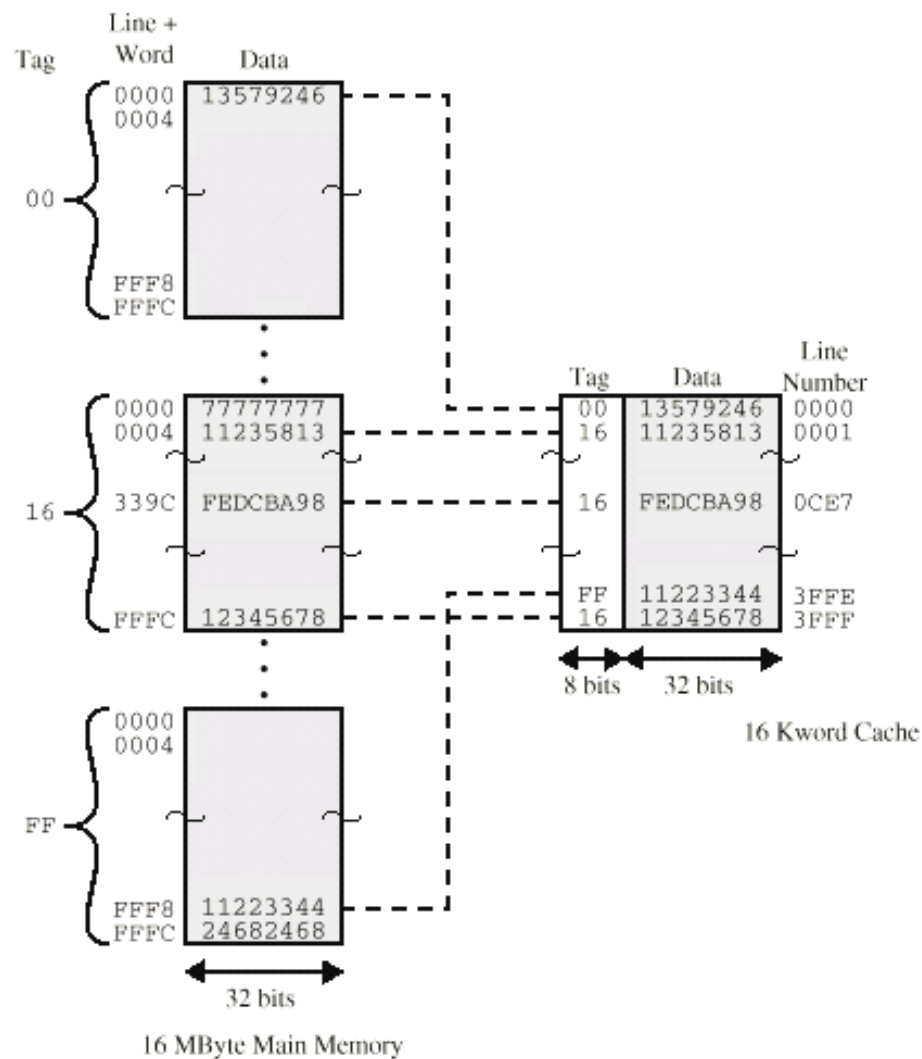 Line +
Tag Word Data
0000 13579246
0004
00
FFF8
FFFC
0000 77777777
0004 11235813
16 339C FEDCBA98
FFFC 12345678
0000
0004
FF
FFF8 11223344
FFFC 24682468
32 bits
16 MByte Main Memory
Line
Tag Data Number
00 13579246 0000
16 11235813 0001
16 FEDCBA98 0CE7
FF 11223344 3FFE
16 12345678 3FFF
8 bits 32 bits
16 Kword Cache